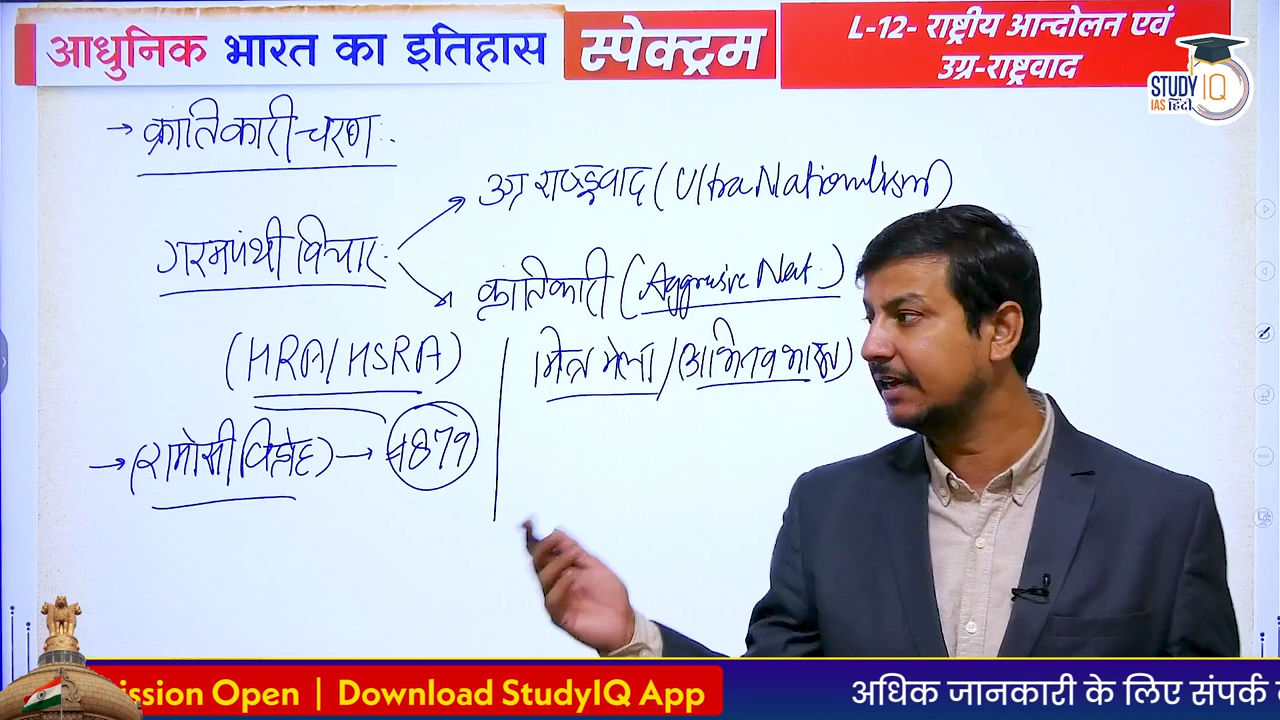 आधुनिक भारत का इतिहास स्पेक्ट्रम
L-12- राष्ट्रीय आन्दोलन एवं
उग्र-राष्ट्रवाद
STUDY IQ
IAS हिंदी
→ क्रांतिकारी चरण :
उग्र राष्ट्रवाद (Ultra Nationalism)
गरमपंथी विचार
क्रांतिकारी (Aggresive Nat.)
(HRA/HSRA)
मित्र मेला / (अभिनव भारत)
→ (रामोसी विद्रोह) → 1879
ission Open | Download StudyIQ App
अधिक जानकारी के लिए संपर्क